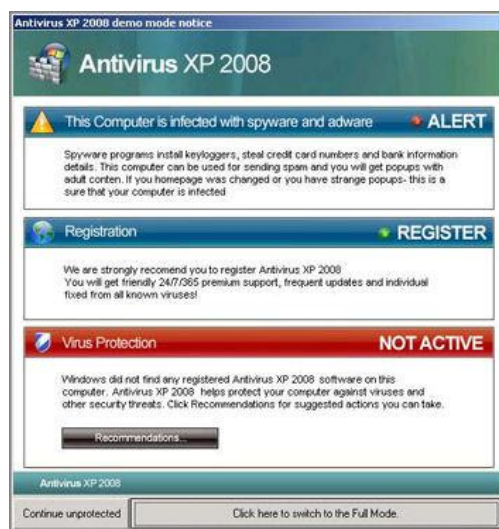 Antivirus XP 2008 demo mode notice
Antivirus XP 2008
This Computer is infected with spyware and adware
ALERT
Spyware programs install keyloggers, steal credit card numbers and bank information
details. This computer can be used for sending spam and you will get popups with
adult conten. If you homepage was changed or you have strange popups- this is a
sure that your computer is infected
Registration
REGISTER
We are strongly recomend you to register Antivirus XP 2008
You will get friendly 24/7/365 premium support, frequent updates and individual
fixed from all known viruses!
Virus Protection
NOT ACTIVE
Windows did not find any registered Antivirus XP 2008 software on this
computer. Antivirus XP 2008 helps protect your computer against viruses and
other security threats. Click Recommendations for suggested actions you can take.
Recommendations...
Antivirus XP 2008
Continue unprotected
Click here to switch to the Full Mode.